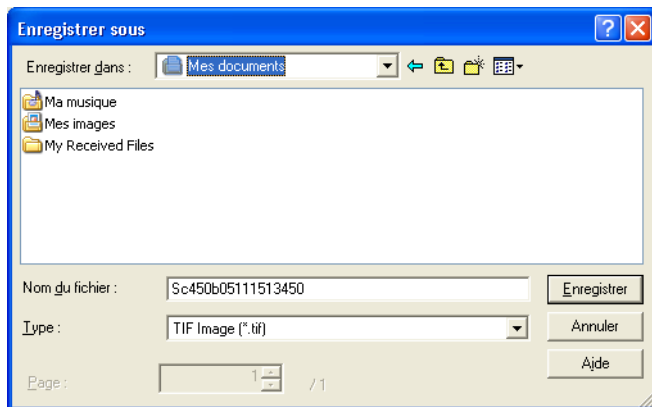 Enregistrer sous
Enregistrer dans :
Mes documents
Ma musique
Mes images
My Received Files
Nom du fichier :
Sc450b05111513450
Enregistrer
Type :
TIF Image (*.tif)
Annuler
Aide
Page :
1
/1